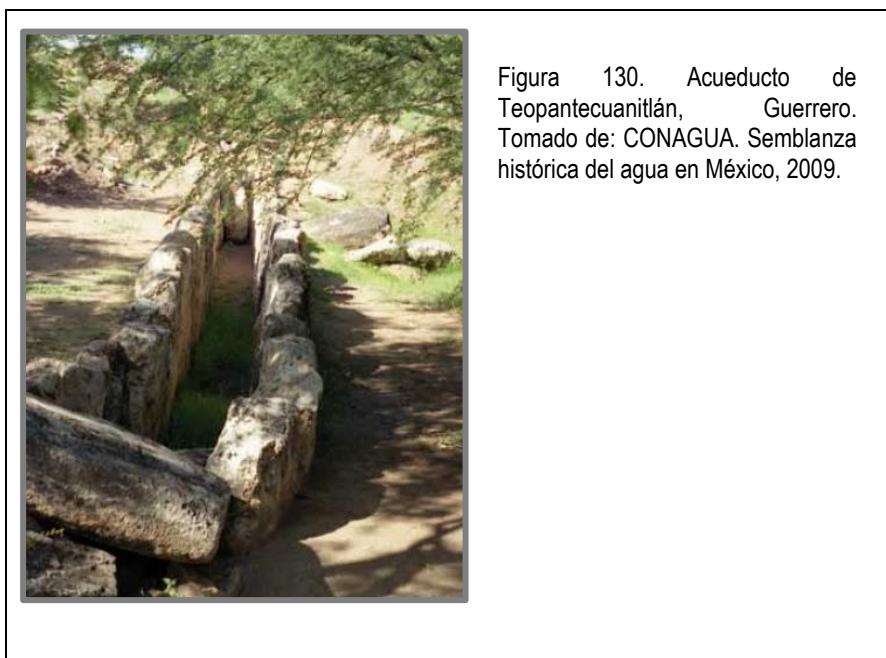 Figura 130. Acueducto de
Teopantecuanitlán, Guerrero.
Tomado de: CONAGUA. Semblanza
histórica del agua en México, 2009.